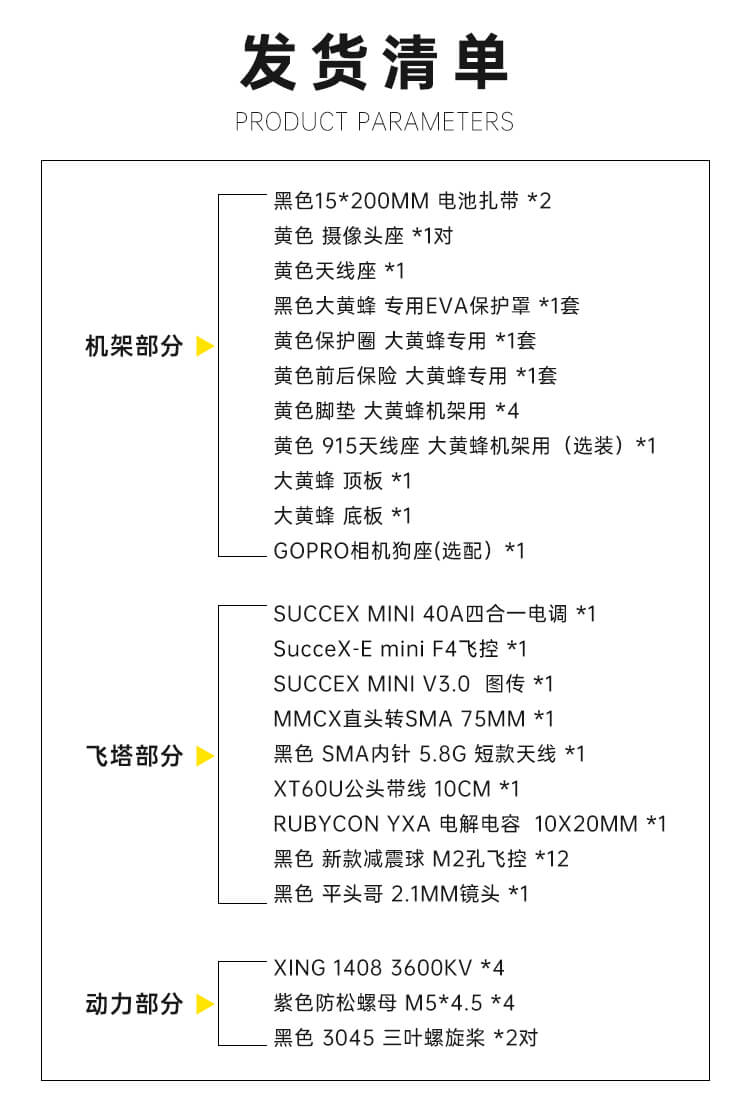 发货清单
PRODUCT PARAMETERS
机架部分
黑色15*200MM 电池扎带 *2
黄色 摄像头座 *1对
黄色天线座 *1
黑色大黄蜂 专用EVA保护罩 *1套
黄色保护圈 大黄蜂专用 *1套
黄色前后保险 大黄蜂专用 *1套
黄色脚垫 大黄蜂机架用 *4
黄色 915天线座 大黄蜂机架用（选装）*1
大黄蜂 顶板 *1
大黄蜂 底板 *1
GOPRO相机狗座(选配）*1
飞塔部分
SUCCEX MINI 40A四合一电调 *1
SucceX-E mini F4飞控 *1
SUCCEX MINI V3.0 图传 *1
MMCX直头转SMA 75MM *1
黑色 SMA内针 5.8G 短款天线 *1
XT60U公头带线 10CM *1
RUBYCON YXA 电解电容 10X20MM *1
黑色 新款减震球 M2孔飞控 *12
黑色 平头哥 2.1MM镜头 *1
动力部分
XING 1408 3600KV *4
紫色防松螺母 M5*4.5 *4
黑色 3045 三叶螺旋桨 *2对